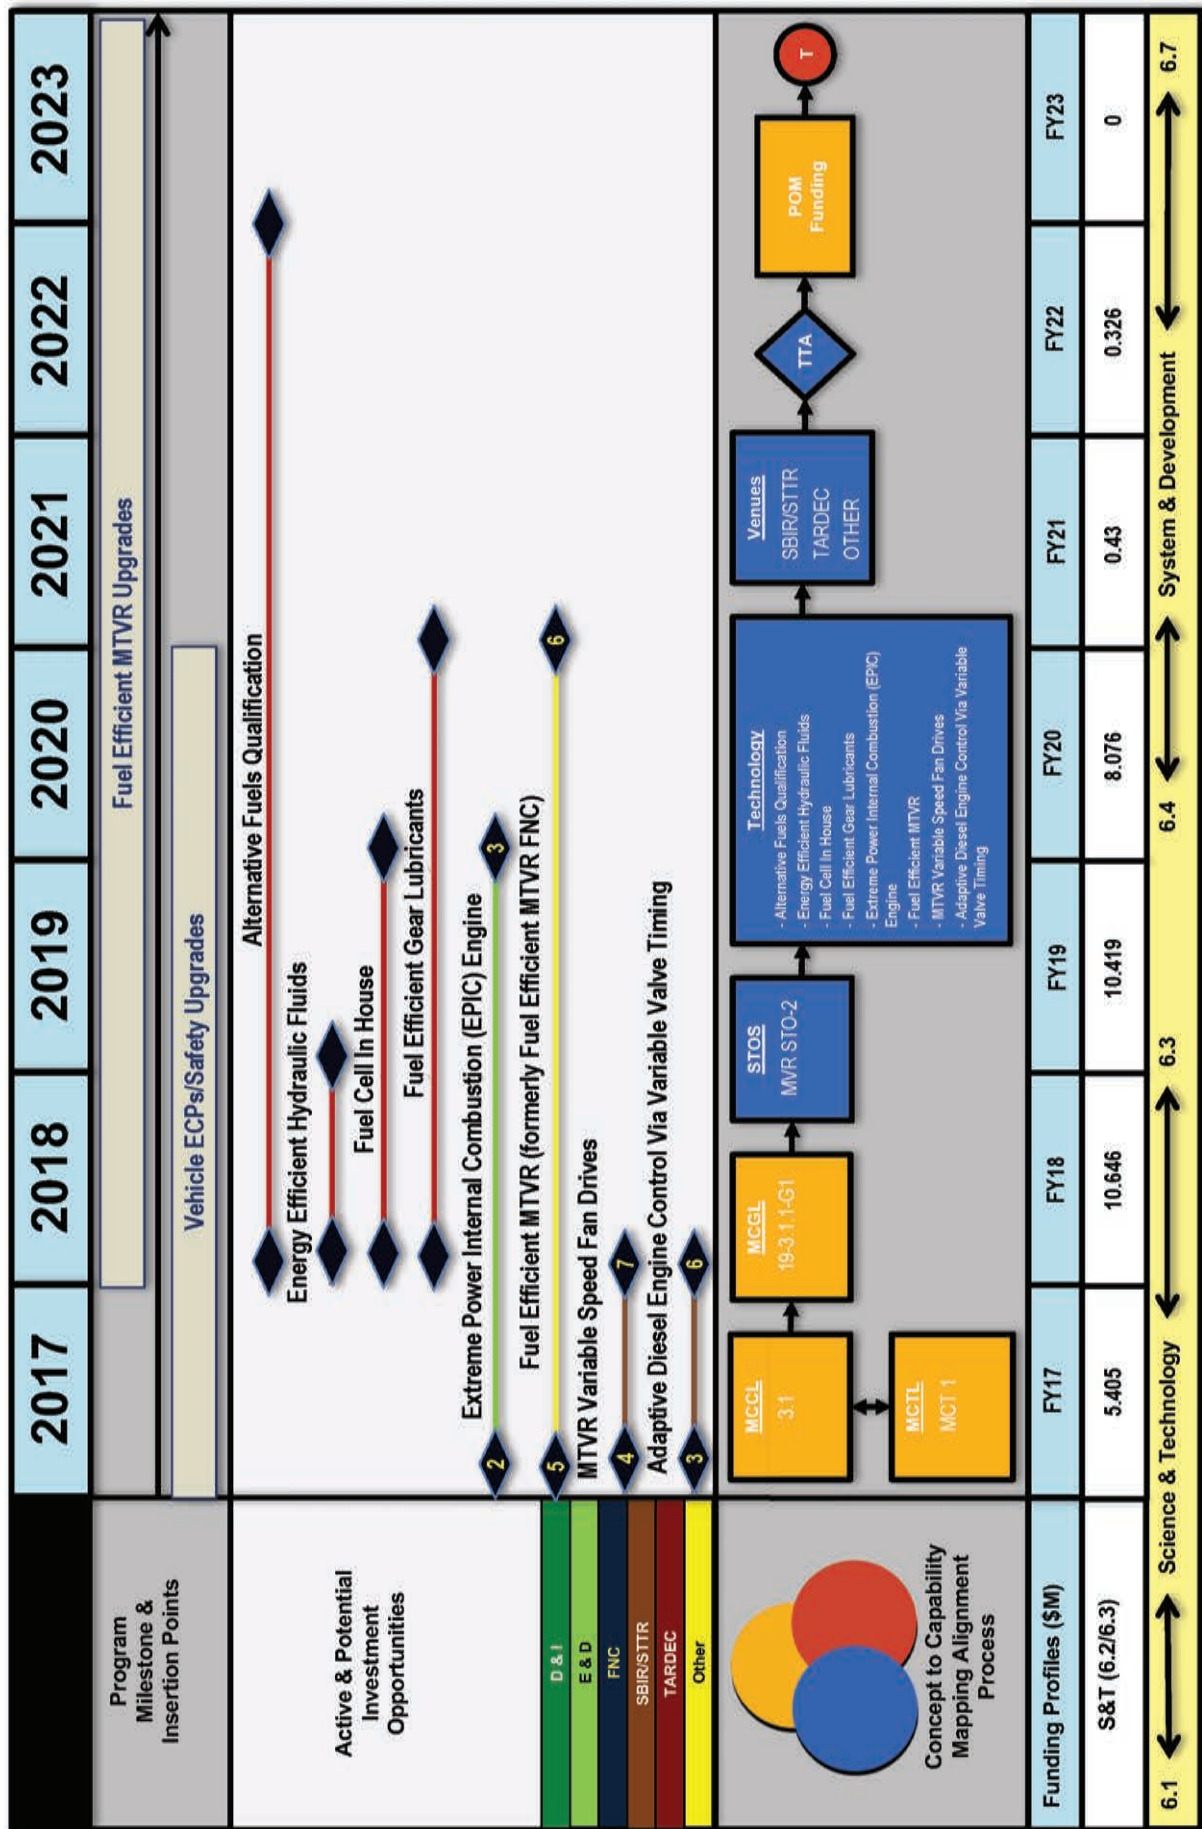 2017
2018
2019
2020
2021
2022
2023
Program
Milestone &
Insertion Points
Fuel Efficient MTVR Upgrades
Vehicle ECPs/Safety Upgrades
Active & Potential
Investment
Opportunities
D & I
E & D
FNC
SBIR/STTR
TARDEC
Other
Alternative Fuels Qualification
Energy Efficient Hydraulic Fluids
Fuel Cell In House
Fuel Efficient Gear Lubricants
Extreme Power Internal Combustion (EPIC) Engine
2
3
Fuel Efficient MTVR (formerly Fuel Efficient MTVR FNC)
5
6
MTVR Variable Speed Fan Drives
4
7
Adaptive Diesel Engine Control Via Variable Valve Timing
3
6
Concept to Capability
Mapping Alignment
Process
MCCL
3.1
MCTL
MCT 1
MCGL
19-3.1.1-G1
STOS
MVR STO-2
Technology
- Alternative Fuels Qualification
- Energy Efficient Hydraulic Fluids
- Fuel Cell In House
- Fuel Efficient Gear Lubricants
- Extreme Power Internal Combustion (EPIC)
Engine
- Fuel Efficient MTVR
- MTVR Variable Speed Fan Drives
- Adaptive Diesel Engine Control Via Variable
Valve Timing
Venues
SBIR/STTR
TARDEC
OTHER
TTA
POM
Funding
T
Funding Profiles ($M)
FY17
FY18
FY19
FY20
FY21
FY22
FY23
S&T (6.2/6.3)
5.405
10.646
10.419
8.076
0.43
0.326
0
6.1
Science & Technology
6.3
6.4
System & Development
6.7